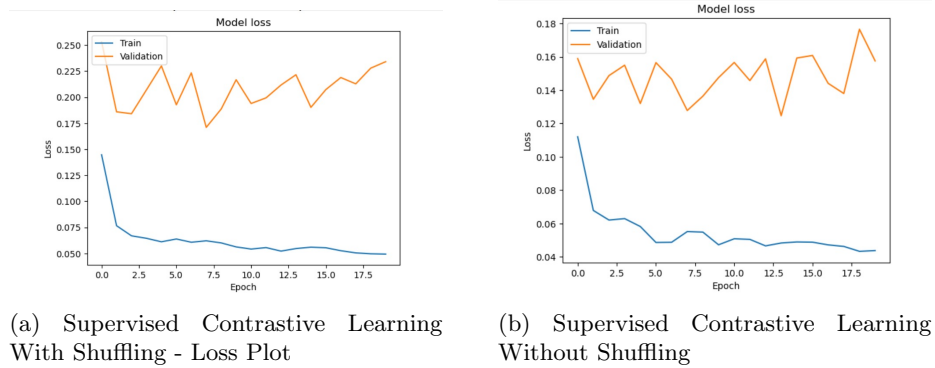 Model loss
Train
Validation
0.250
0.225
0.200
0.175
0.150
0.125
0.100
0.075
0.050
Loss
0.0
2.5
5.0
7.5
10.0
12.5
15.0
17.5
Epoch
(a) Supervised Contrastive Learning
With Shuffling - Loss Plot
Model loss
Train
Validation
0.18
0.16
0.14
0.12
0.10
0.08
0.06
0.04
Loss
0.0
2.5
5.0
7.5
10.0
12.5
15.0
17.5
Epoch
(b) Supervised Contrastive Learning
Without Shuffling